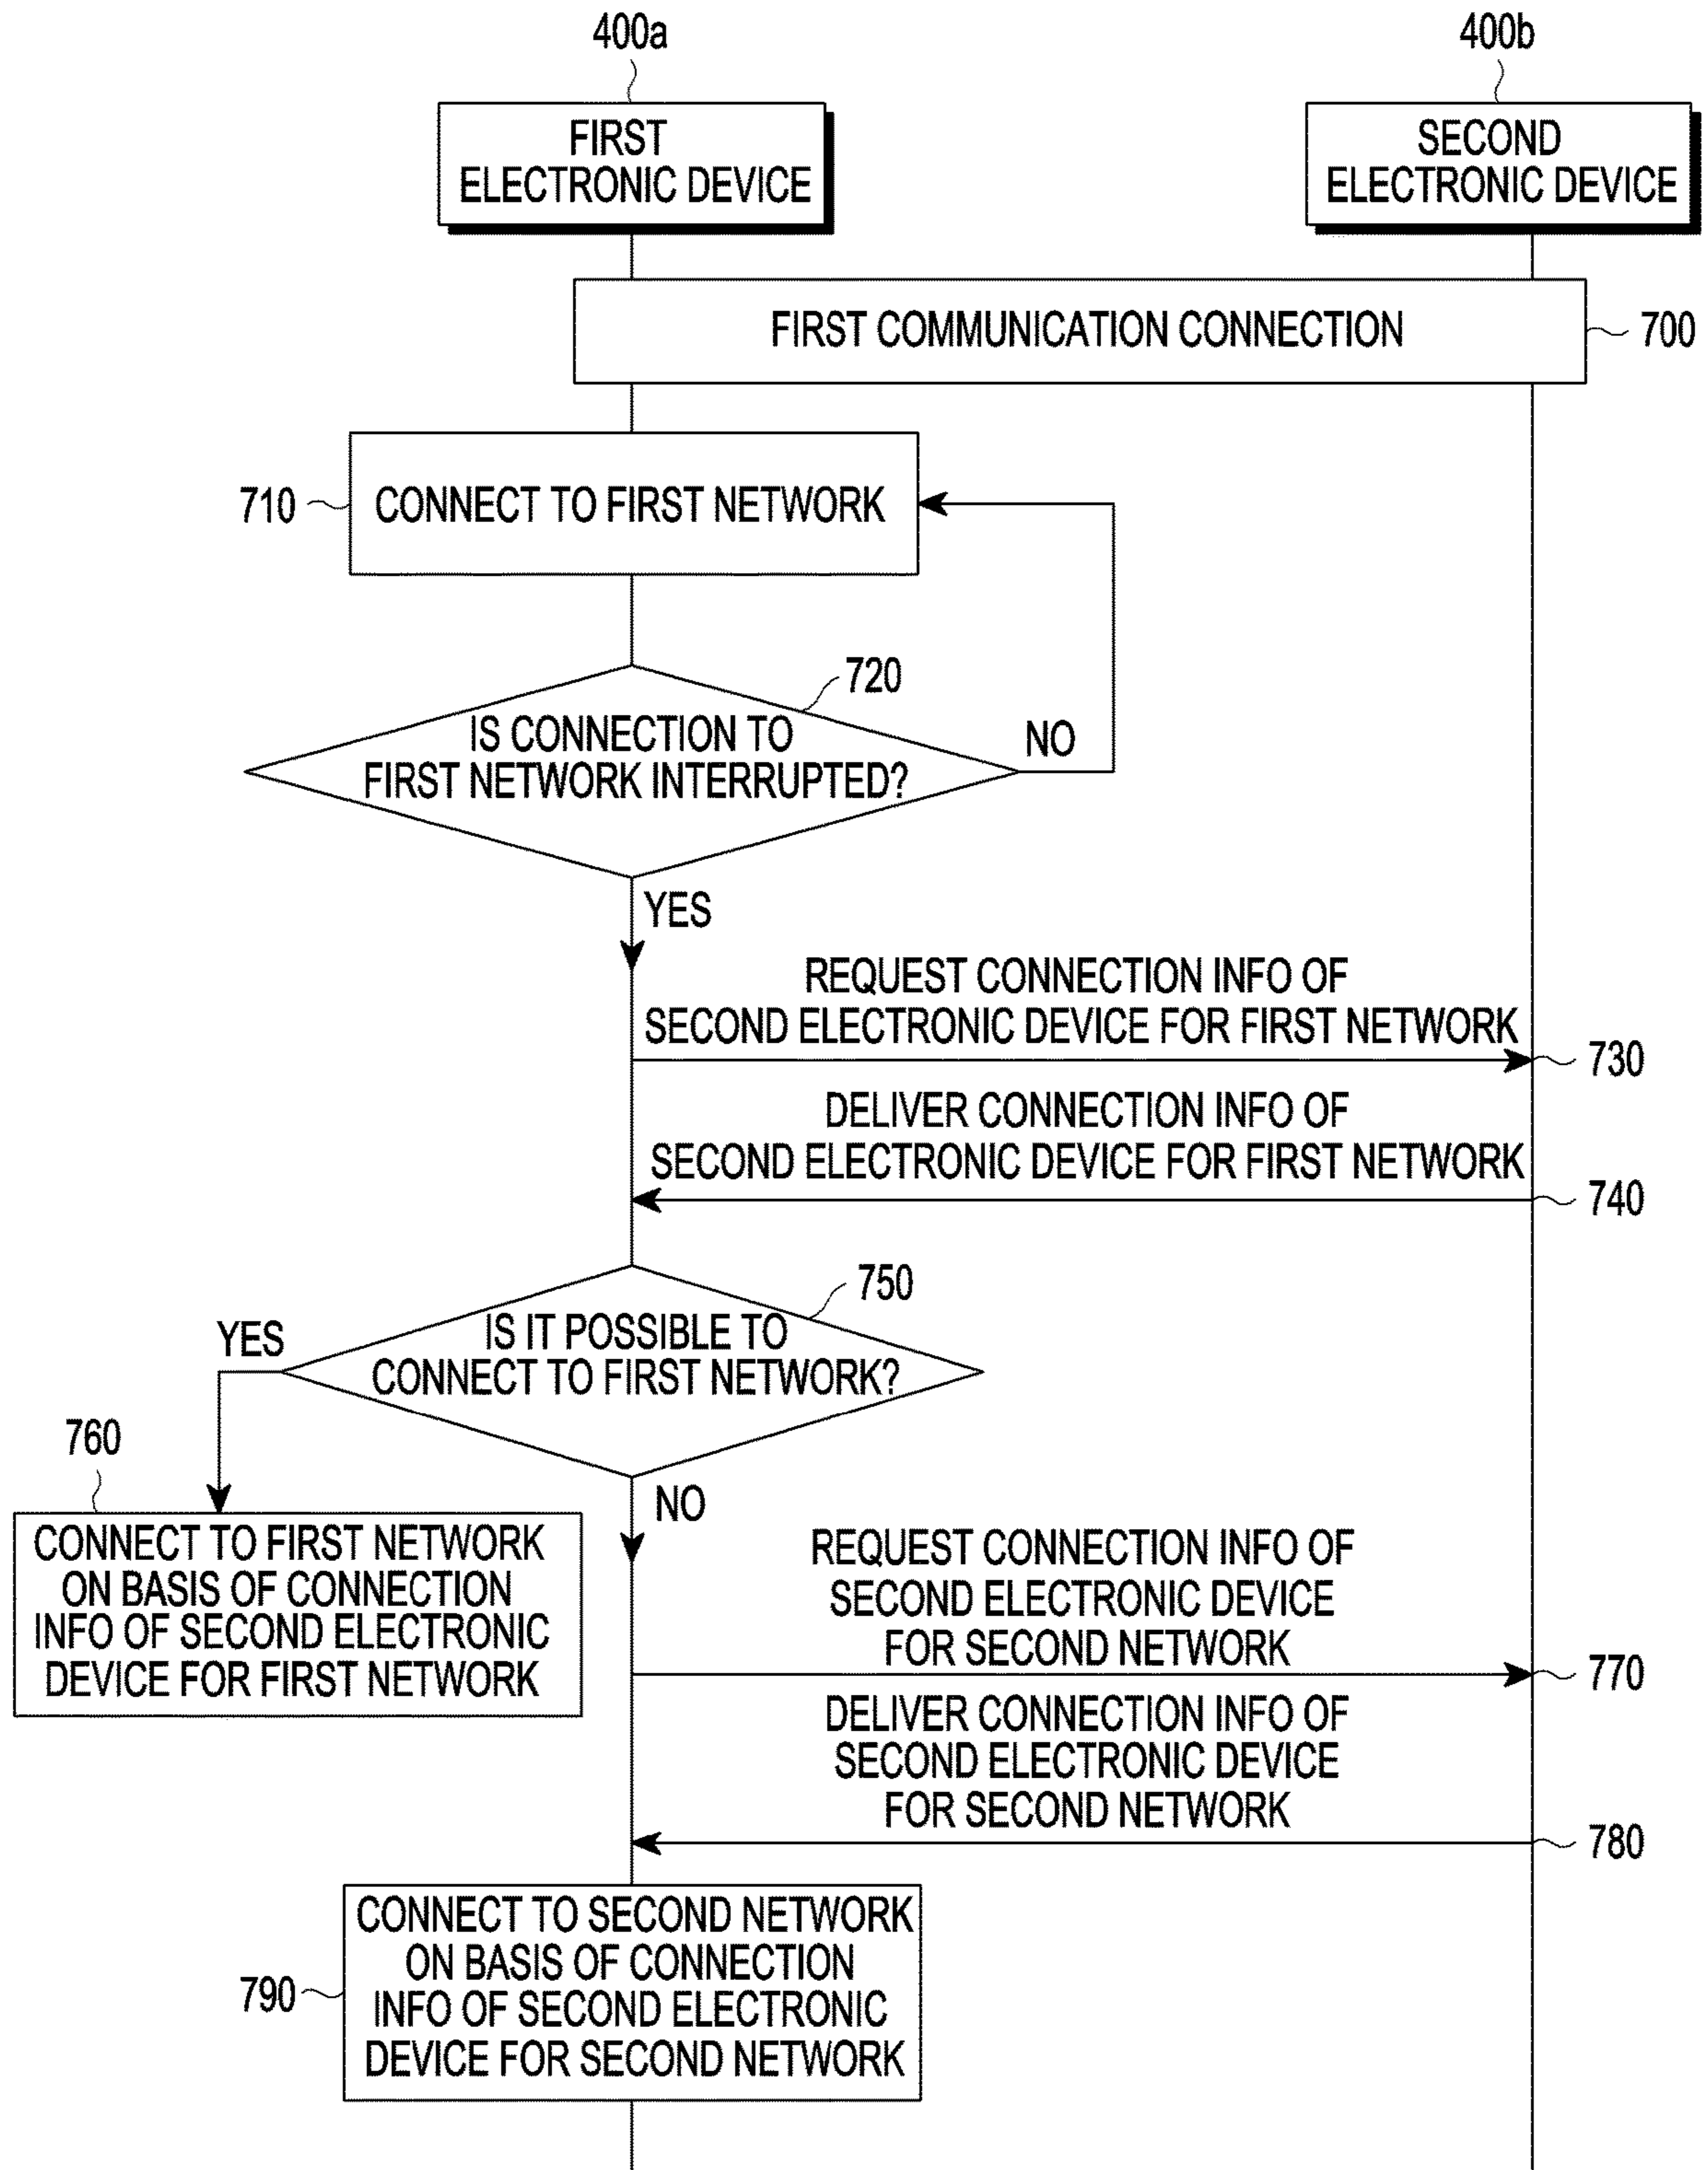 400a
400b
FIRST
ELECTRONIC DEVICE
SECOND
ELECTRONIC DEVICE
FIRST COMMUNICATION CONNECTION
700
710
CONNECT TO FIRST NETWORK
720
IS CONNECTION TO
FIRST NETWORK INTERRUPTED?
NO
YES
REQUEST CONNECTION INFO OF
SECOND ELECTRONIC DEVICE FOR FIRST NETWORK
730
DELIVER CONNECTION INFO OF
SECOND ELECTRONIC DEVICE FOR FIRST NETWORK
740
750
IS IT POSSIBLE TO
CONNECT TO FIRST NETWORK?
YES
760
CONNECT TO FIRST NETWORK
ON BASIS OF CONNECTION
INFO OF SECOND ELECTRONIC
DEVICE FOR FIRST NETWORK
NO
REQUEST CONNECTION INFO OF
SECOND ELECTRONIC DEVICE
FOR SECOND NETWORK
770
DELIVER CONNECTION INFO OF
SECOND ELECTRONIC DEVICE
FOR SECOND NETWORK
780
790
CONNECT TO SECOND NETWORK
ON BASIS OF CONNECTION
INFO OF SECOND ELECTRONIC
DEVICE FOR SECOND NETWORK